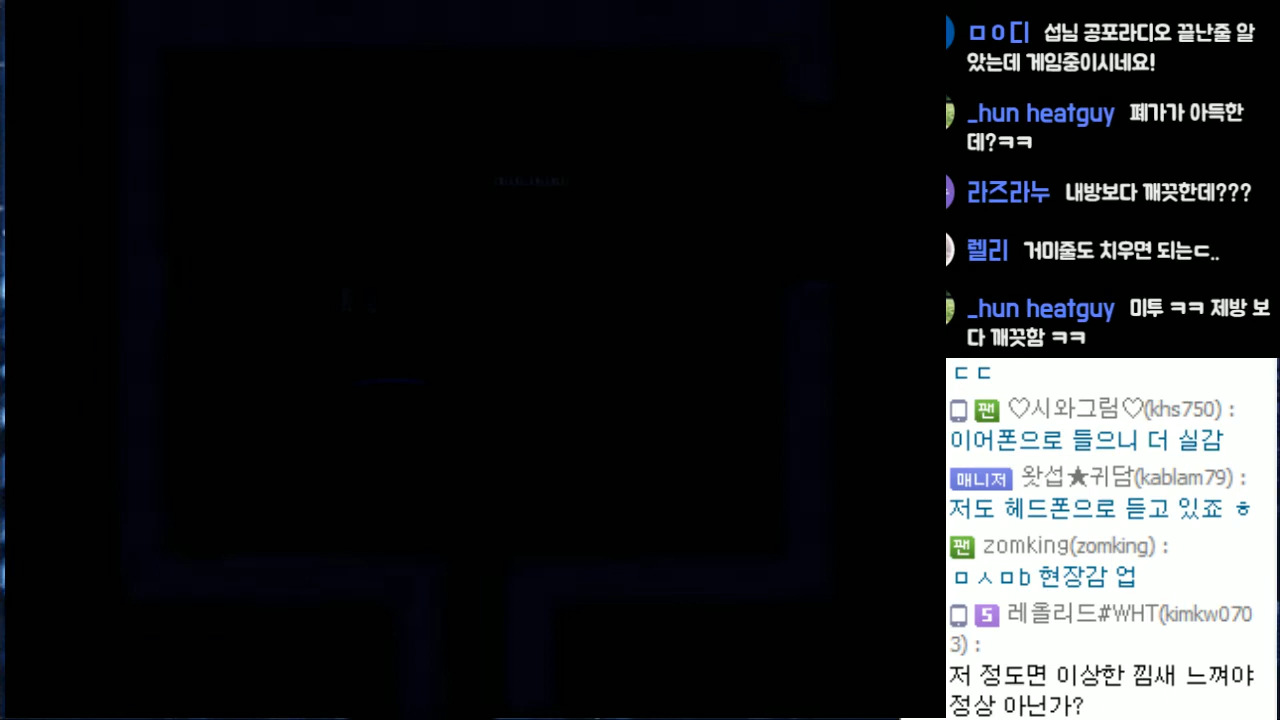 ㅁㅇ디 섭님 공포라디오 끝난줄 알
았는데 게임중이시네요!
_hun heatguy 폐가가 아득한
데?ㅋㅋ
라즈라누 내방보다 깨끗한데???
렐리 거미줄도 치우면 되는ㄷ..
_hun heatguy 미투 ㅋㅋ 제방 보
다 깨끗함 ㅋㅋ
ㄷㄷ
팬 ♡시와그럼♡(khs750) :
이어폰으로 들으니 더 실감
매니저 왓섭★귀담(kablam79) :
저도 헤드폰으로 듣고 있죠 ㅎ
팬 zomking(zomking) :
ㅁㅅㅁb 현장감 업
S 레올리드#WHT(kimkw070
3) :
저 정도면 이상한 낌새 느껴야
정상 아닌가?